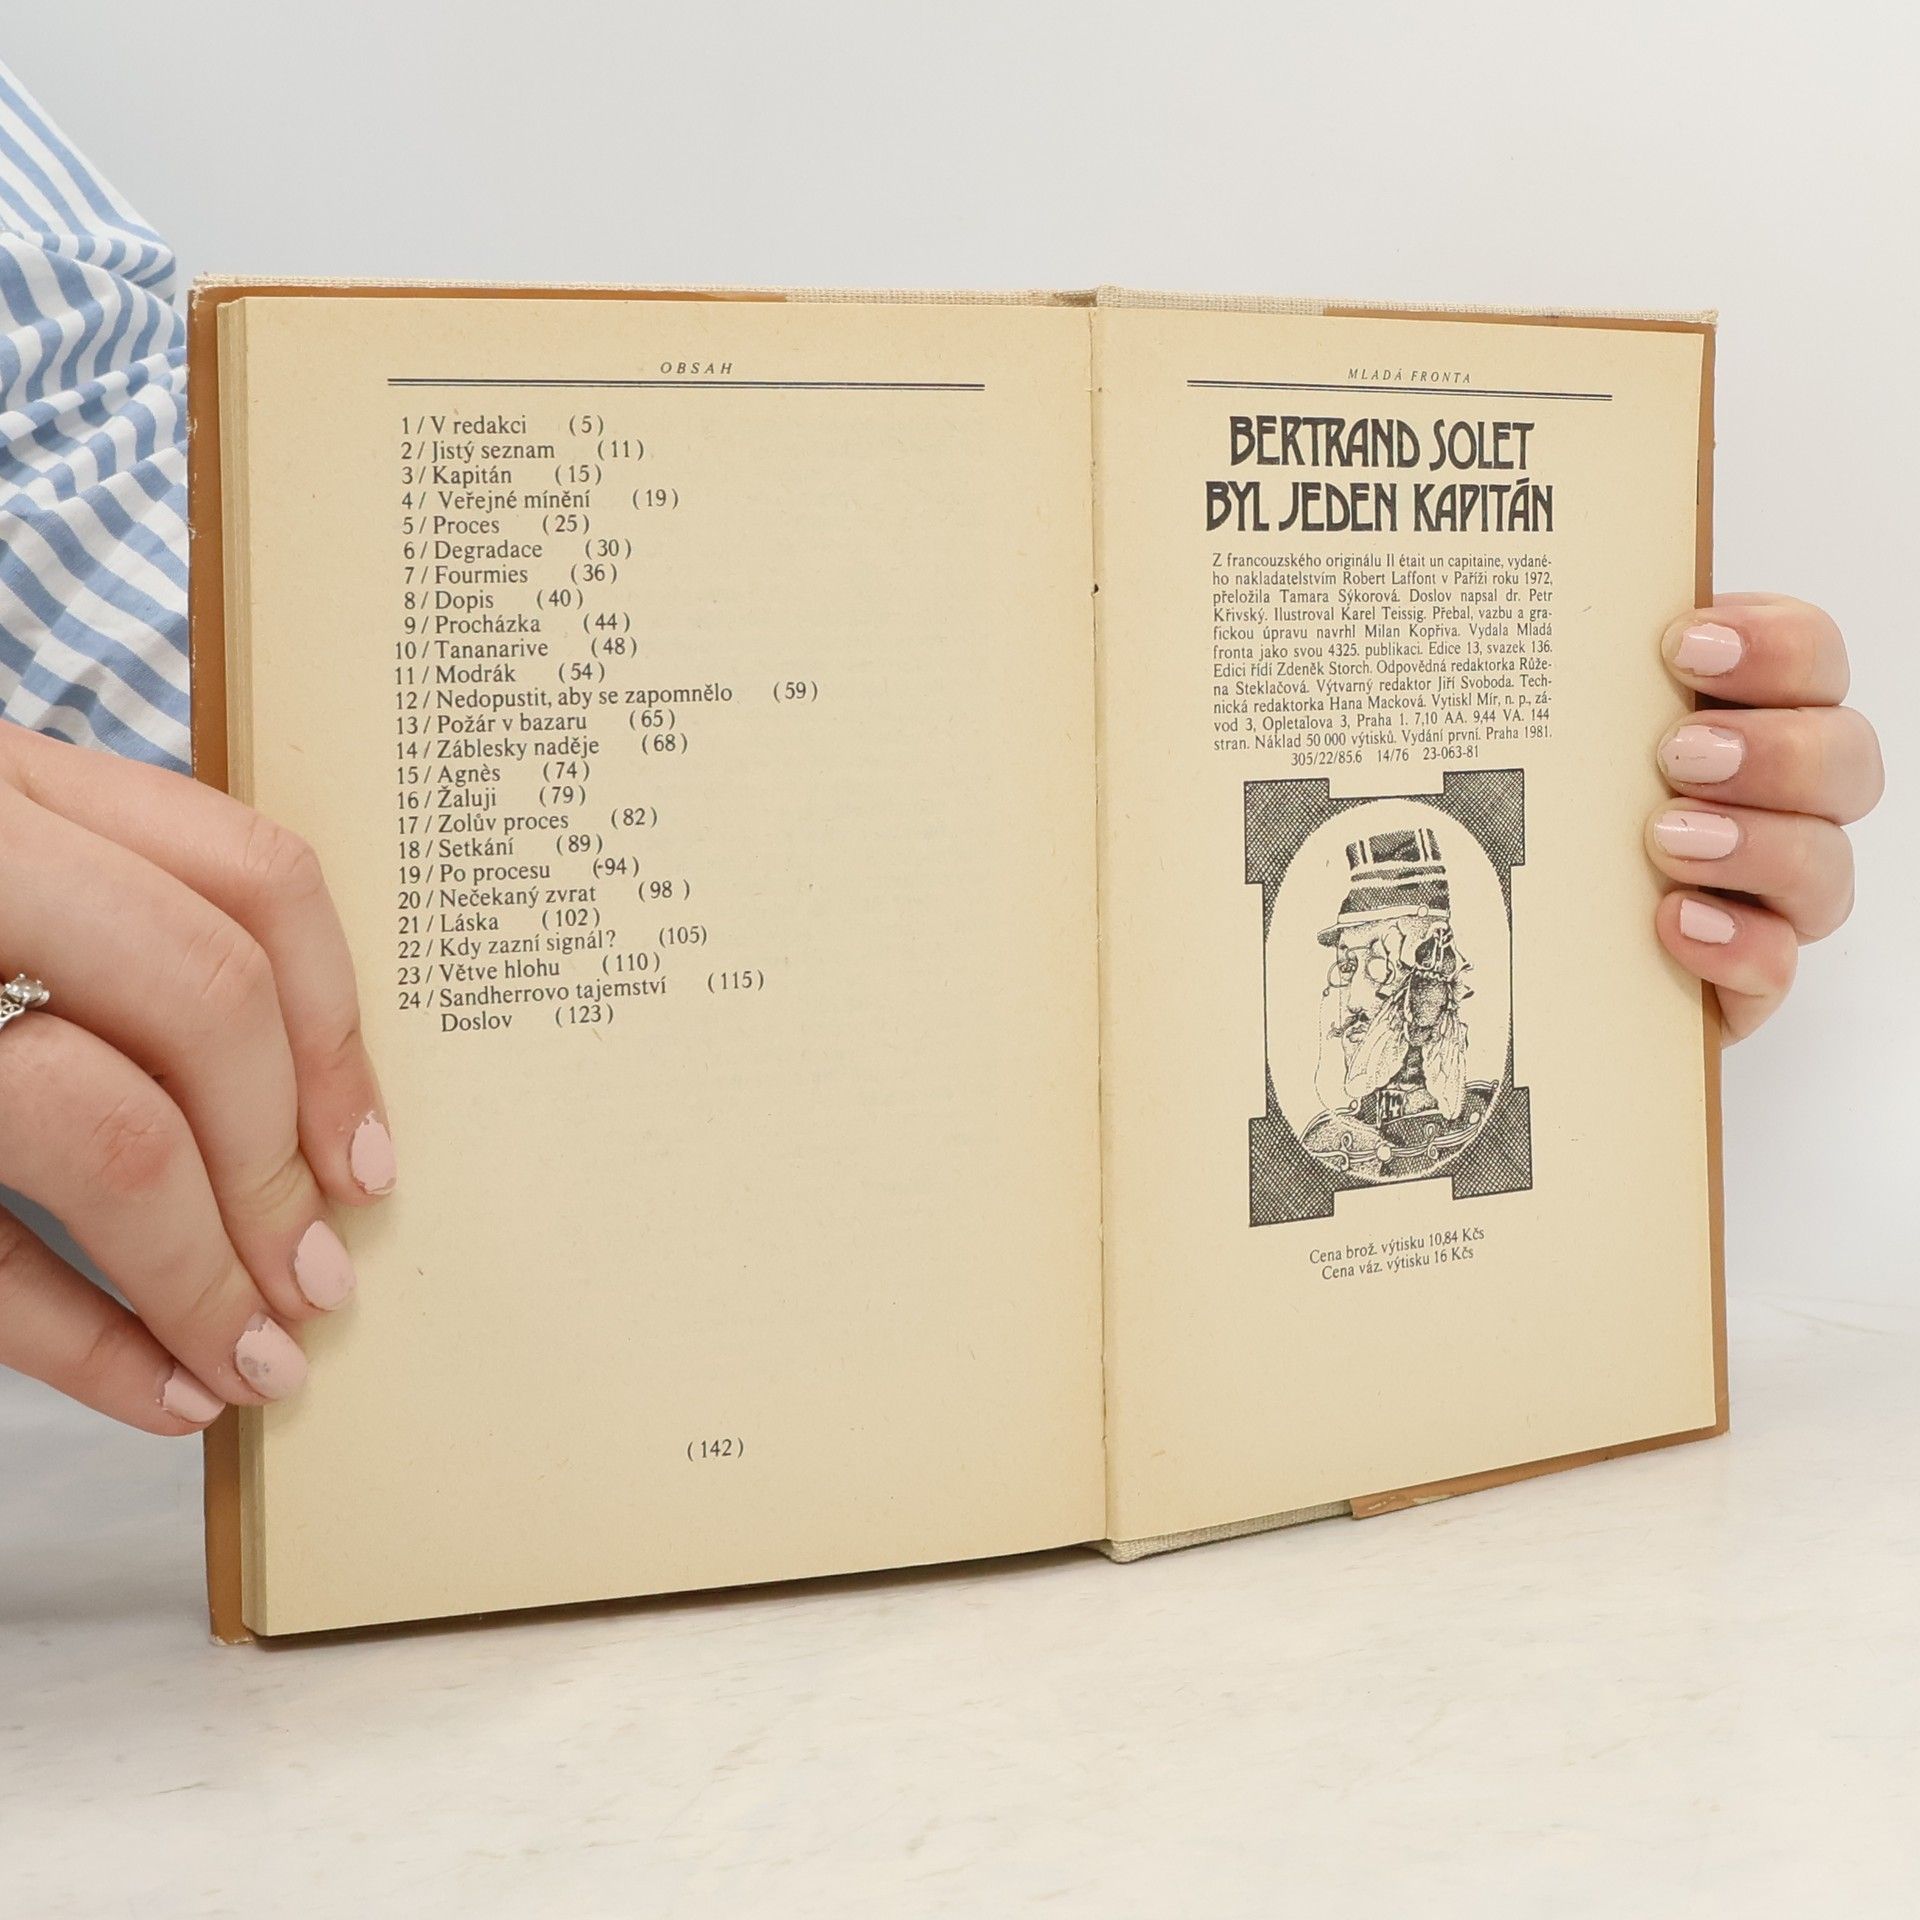 OBSAH
1 / V redakci (5)
2 / Jistý seznam (11)
3 / Kapitán (15)
4 / Veřejné mínění (19)
5 / Proces (25)
6 / Degradace (30)
7 / Fourmies (36)
8 / Dopis (40)
9 / Procházka (44)
10 / Tananarive (48)
11 / Modrák (54)
12 / Nedopustit, aby se zapomnělo (59)
13 / Požár v bazaru (65)
14 / Záblesky naděje (68)
15 / Agnès (74)
16 / Žaluji (79)
17 / Zolův proces (82)
18 / Setkání (89)
19 / Po procesu (94)
20 / Nečekaný zvrat (98)
21 / Láska (102)
22 / Kdy zazní signál? (105)
23 / Větve hlohu (110)
24 / Sandherrovo tajemství (115)
Doslov (123)
(142)
MLADÁ FRONTA
BERTRAND SOLET
BYL JEDEN KAPITÁN
Z francouzského originálu Il était un capitaine, vydané-
ho nakladatelstvím Robert Laffont v Paříži roku 1972,
přeložila Tamara Sýkorová. Doslov napsal dr. Petr
Křivský. Ilustroval Karel Teissig. Přebal, vazbu a gra-
fickou úpravu navrhl Milan Kopřiva. Vydala Mladá
fronta jako svou 4325. publikaci. Edice 13, svazek 136.
Edici řídí Zdeněk Storch. Odpovědná redaktorka Růže-
na Steklačová. Výtvarný redaktor Jiří Svoboda. Tech-
nická redaktorka Hana Macková. Vytiskl Mír, n. p., zá-
vod 3, Opletalova 3, Praha 1. 7,10 AA. 9,44 VA. 144
stran. Náklad 50 000 výtisků. Vydání první. Praha 1981.
305/22/85.6 14/76 23-063-81
Cena brož. výtisku 10,84 Kčs
Cena váz. výtisku 16 Kčs